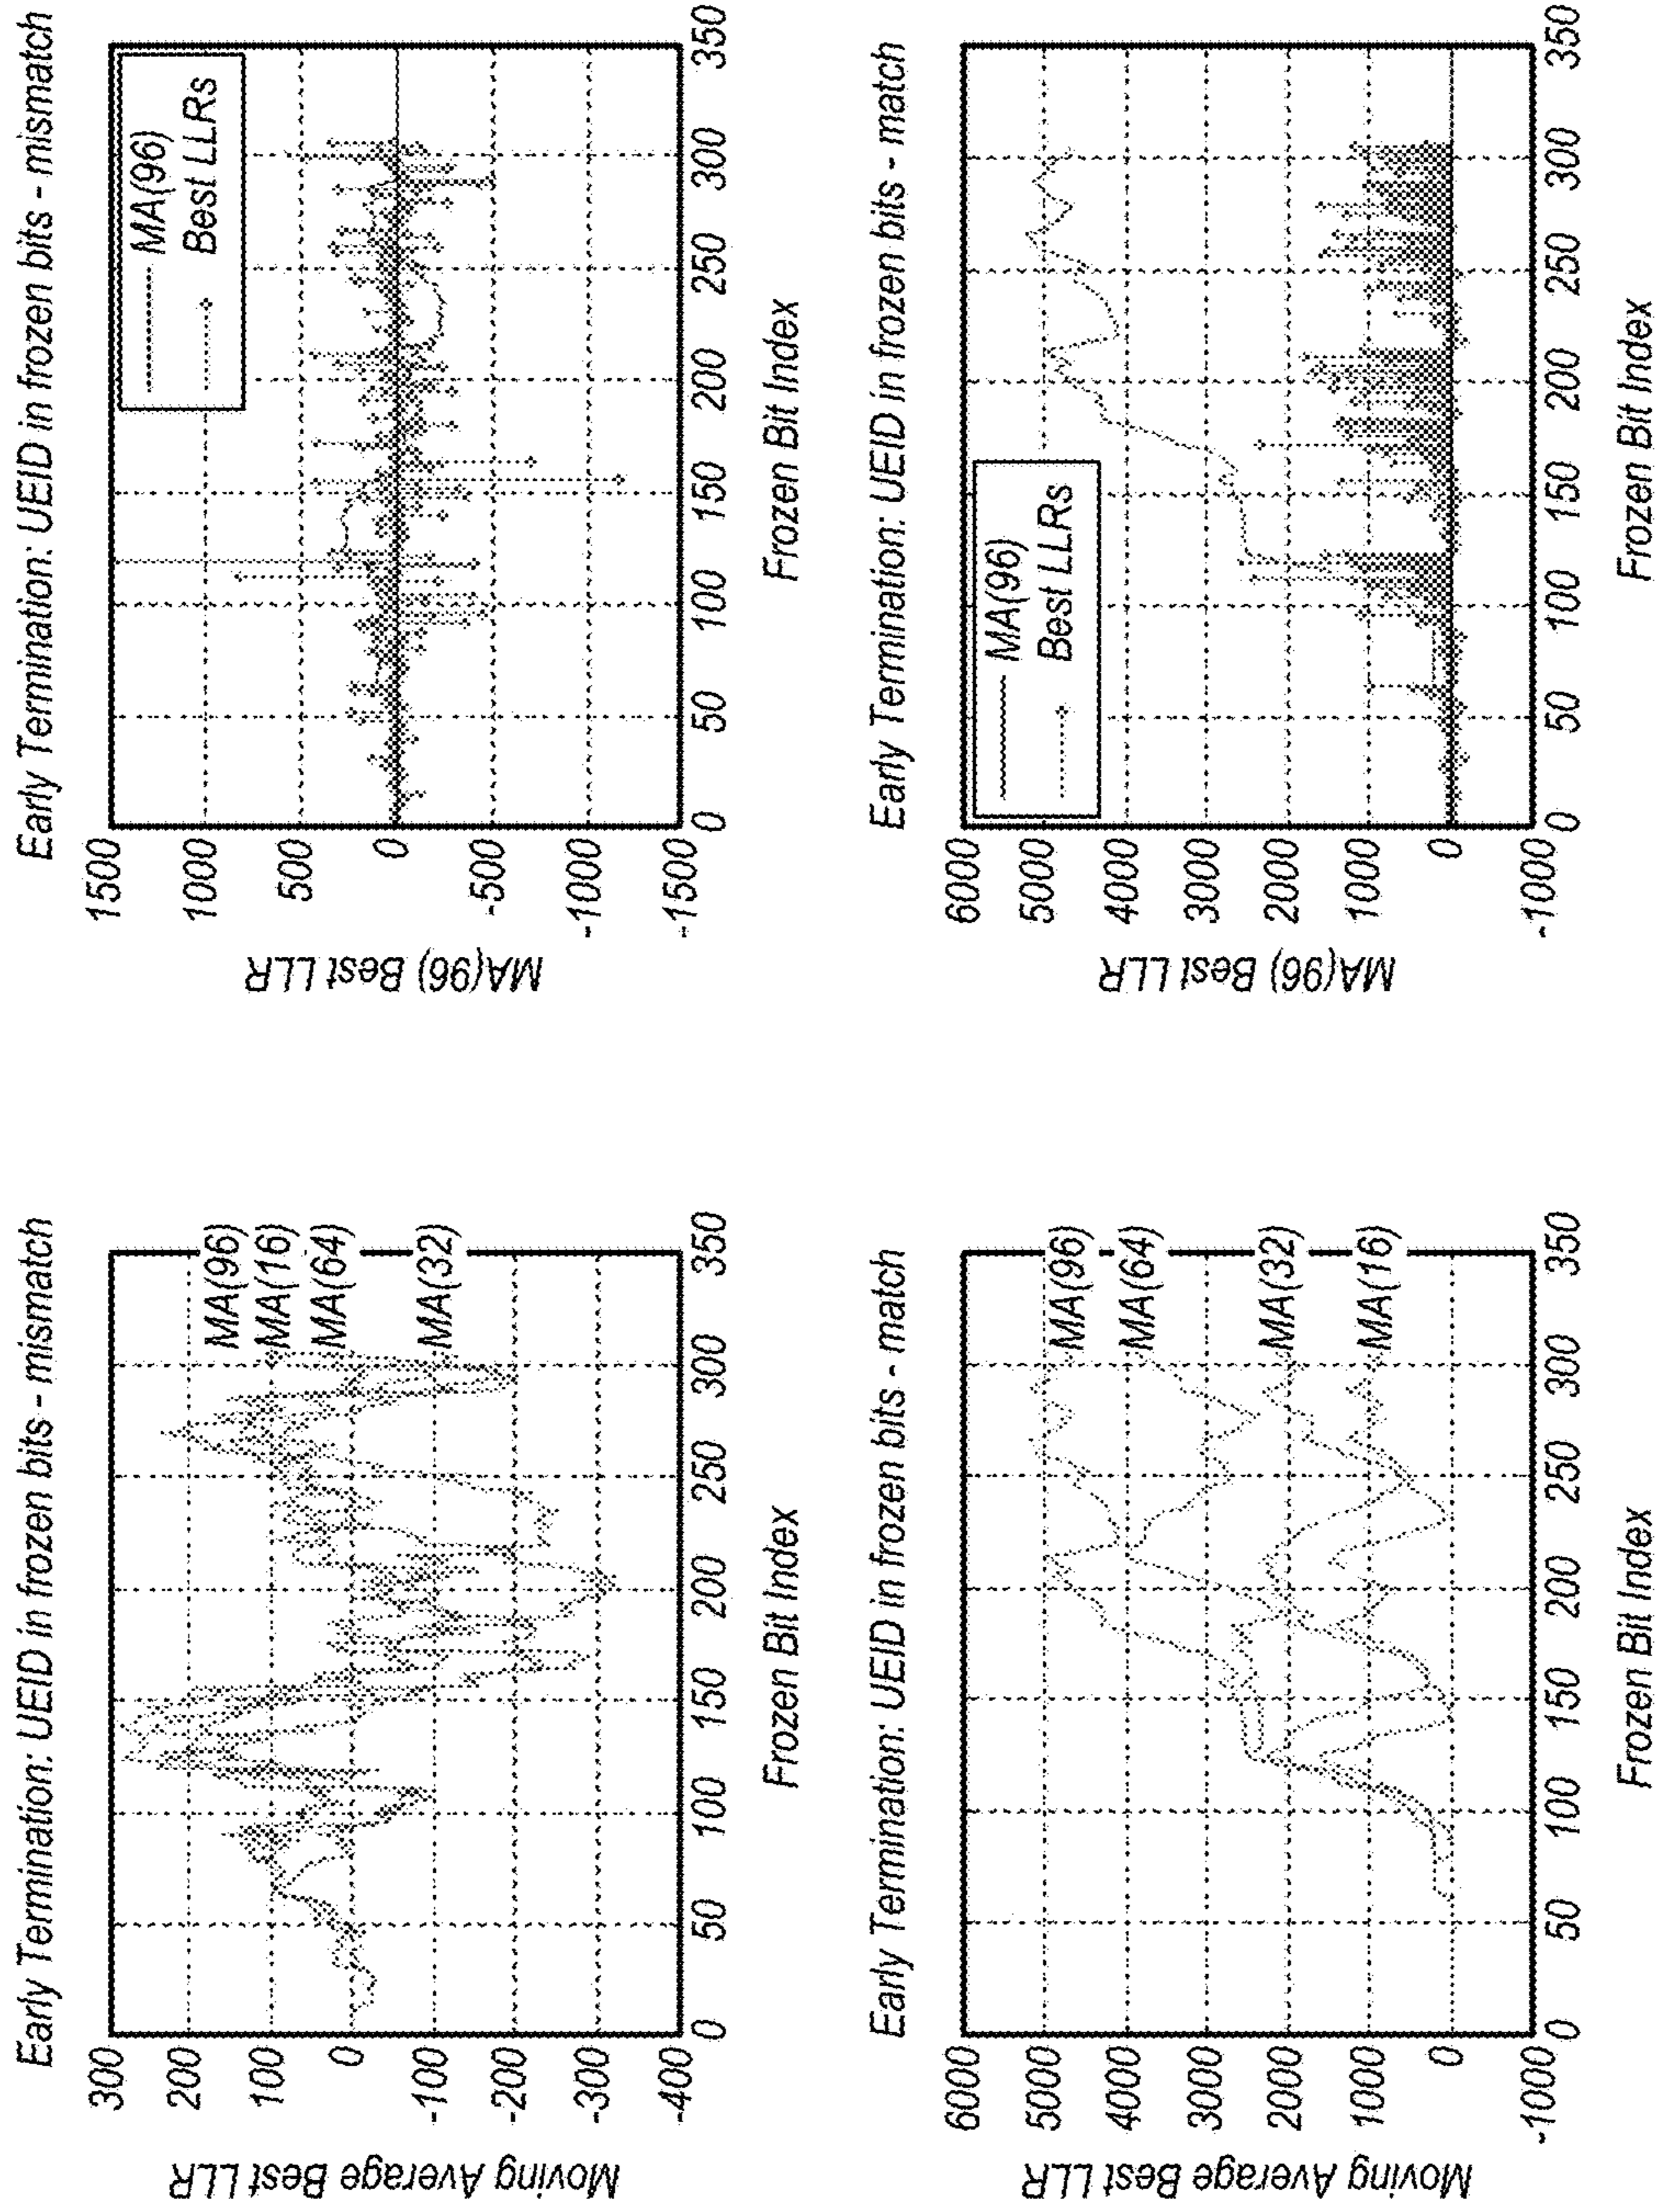 Early Termination: UEID in frozen bits - mismatch
Moving Average Best LLR
300
200
100
0
-100
-200
-300
-400
MA(96)
MA(16)
MA(64)
MA(32)
0 50 100 150 200 250 300 350
Frozen Bit Index
Early Termination: UEID in frozen bits - mismatch
MA(96) Best LLR
1500
1000
500
0
-500
-1000
-1500
MA(96)
Best LLRs
0 50 100 150 200 250 300 350
Frozen Bit Index
Early Termination: UEID in frozen bits - match
Moving Average Best LLR
6000
5000
4000
3000
2000
1000
0
-1000
MA(96)
MA(64)
MA(32)
MA(16)
0 50 100 150 200 250 300 350
Frozen Bit Index
Early Termination: UEID in frozen bits - match
MA(96) Best LLR
6000
5000
4000
3000
2000
1000
0
-1000
MA(96)
Best LLRs
0 50 100 150 200 250 300 350
Frozen Bit Index